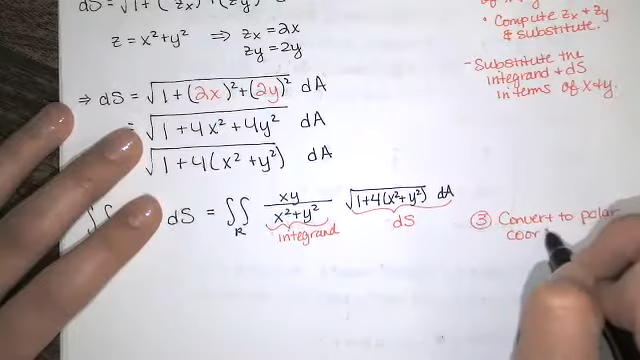 dS = √1 + (zx)² + (zy)²
z = x² + y² ⇒ zx = 2x
zy = 2y
⇒ dS = √1 + (2x)² + (2y)² dA
= √1 + 4x² + 4y² dA
√1 + 4(x² + y²) dA
∬ dS = ∬R xy/(x² + y²) √1+4(x²+y²) dA
integrand
dS
• Compute zx + zy
& substitute.
- Substitute the
integrand + dS
in terms of x + y.
③ Convert to polar
coor